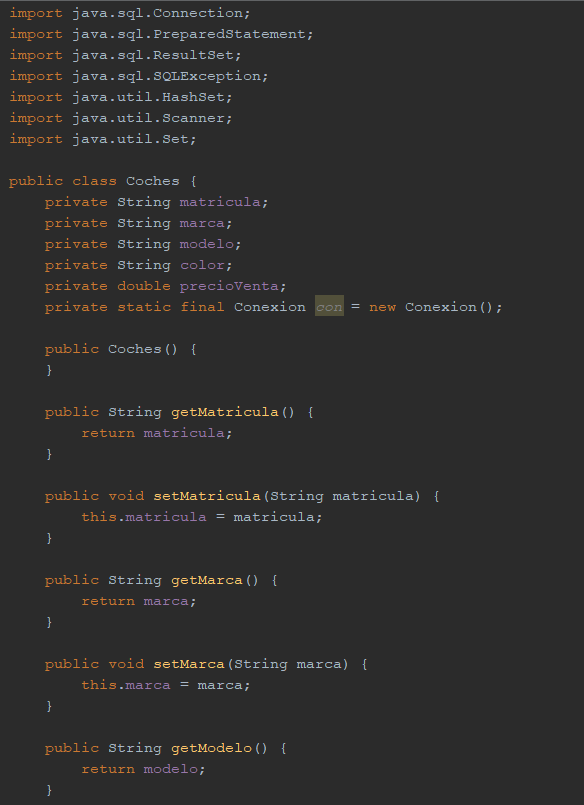 import java.sql.Connection;
import java.sql.PreparedStatement;
import java.sql.ResultSet;
import java.sql.SQLException;
import java.util.HashSet;
import java.util.Scanner;
import java.util.Set;

public class Coches {
    private String matricula;
    private String marca;
    private String modelo;
    private String color;
    private double precioVenta;
    private static final Conexion con = new Conexion();

    public Coches() {
    }

    public String getMatricula() {
        return matricula;
    }

    public void setMatricula(String matricula) {
        this.matricula = matricula;
    }

    public String getMarca() {
        return marca;
    }

    public void setMarca(String marca) {
        this.marca = marca;
    }

    public String getModelo() {
        return modelo;
    }